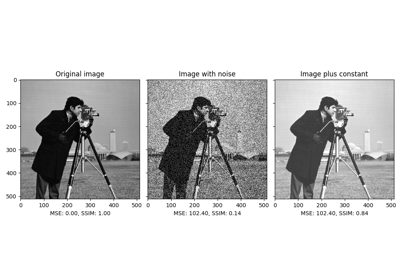 Original image
Image with noise
Image plus constant
0
100
200
300
400
500
0 100 200 300 400 500
0 100 200 300 400 500
0 100 200 300 400 500
MSE: 0.00, SSIM: 1.00
MSE: 102.40, SSIM: 0.14
MSE: 102.40, SSIM: 0.84